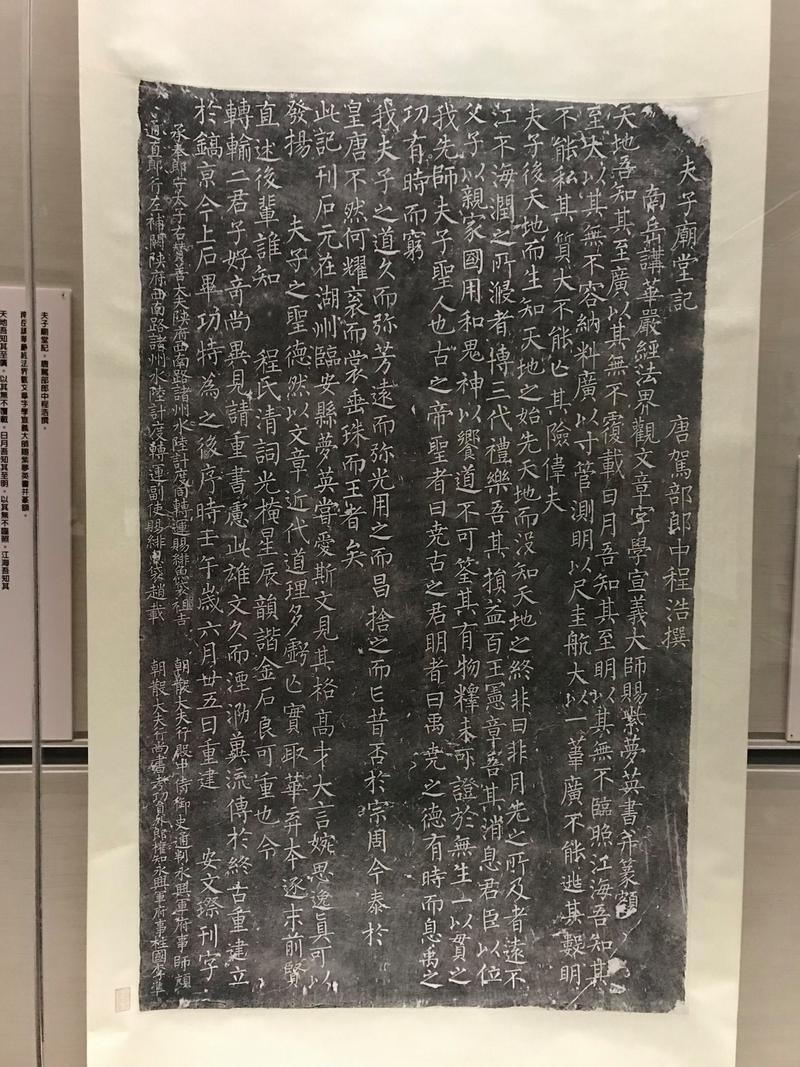 夫子廟堂記　唐駕部郎中程浩撰
南岳講華嚴經法界觀文章字學宣義大師賜紫夢英書并篆額
天地吾知其至廣以其無不覆載日月吾知其至明以其無不臨照江海吾知其
至大以其無不容納料廣以寸管測明以尺圭航大以一葦廣不能逃其數明
不能私其質大不能亾其險偉夫
夫子後天地而生知天地之始先天地而沒知天地之終非日非月光之所及者遠不
江不海潤之所浸者博三代禮樂吾其損益百王憲章吾其消息君臣以位
父子以親家國用和鬼神以饗道不可筌其有物釋未可證於無生一以貫之
我先師夫子聖人也古之帝聖者曰堯古之君明者曰禹堯之德有時而息禹之
功有時而窮
我夫子之道久而弥芳遠而弥光用之而昌捨之而亡昔否於宗周今泰於
皇唐不然何耀衮而裳垂珠而王者矣
此記刊石元在湖州臨安縣夢英嘗愛斯文見其格高才大言婉思逸真可以
發揚　夫子之聖德然以文章近代道理多虧亾實取華弃本逐末前賢
直述後輩誰知　程氏清詞光掞星辰韻諧金石良可重也今
轉輸二君子好奇尚異見請重書慮此雄文久而湮泐冀流傳於終古重建立
於鎬京今上石畢功特為之後序時壬午歲六月廿五日重建　安文璨刊字
承奉郎守太子右贊善大夫陝府西南路諸州水陸計度轉運賜緋魚袋祖吉　朝散大夫行殿中侍御史通判永興軍府事師頏
通直郎行左補闕陝府西南路諸州水陸計度轉運副使賜緋魚袋趙載　朝散大夫行尚書考功員外郎權知永興軍府事柱國李準
夫子廟堂記。唐駕部郎中程浩撰。
南岳講華嚴經法界觀文章字學宣義大師賜紫夢英書并篆額。
天地吾知其至廣，以其無不覆載。日月吾知其至明，以其無不臨照。江海吾知其